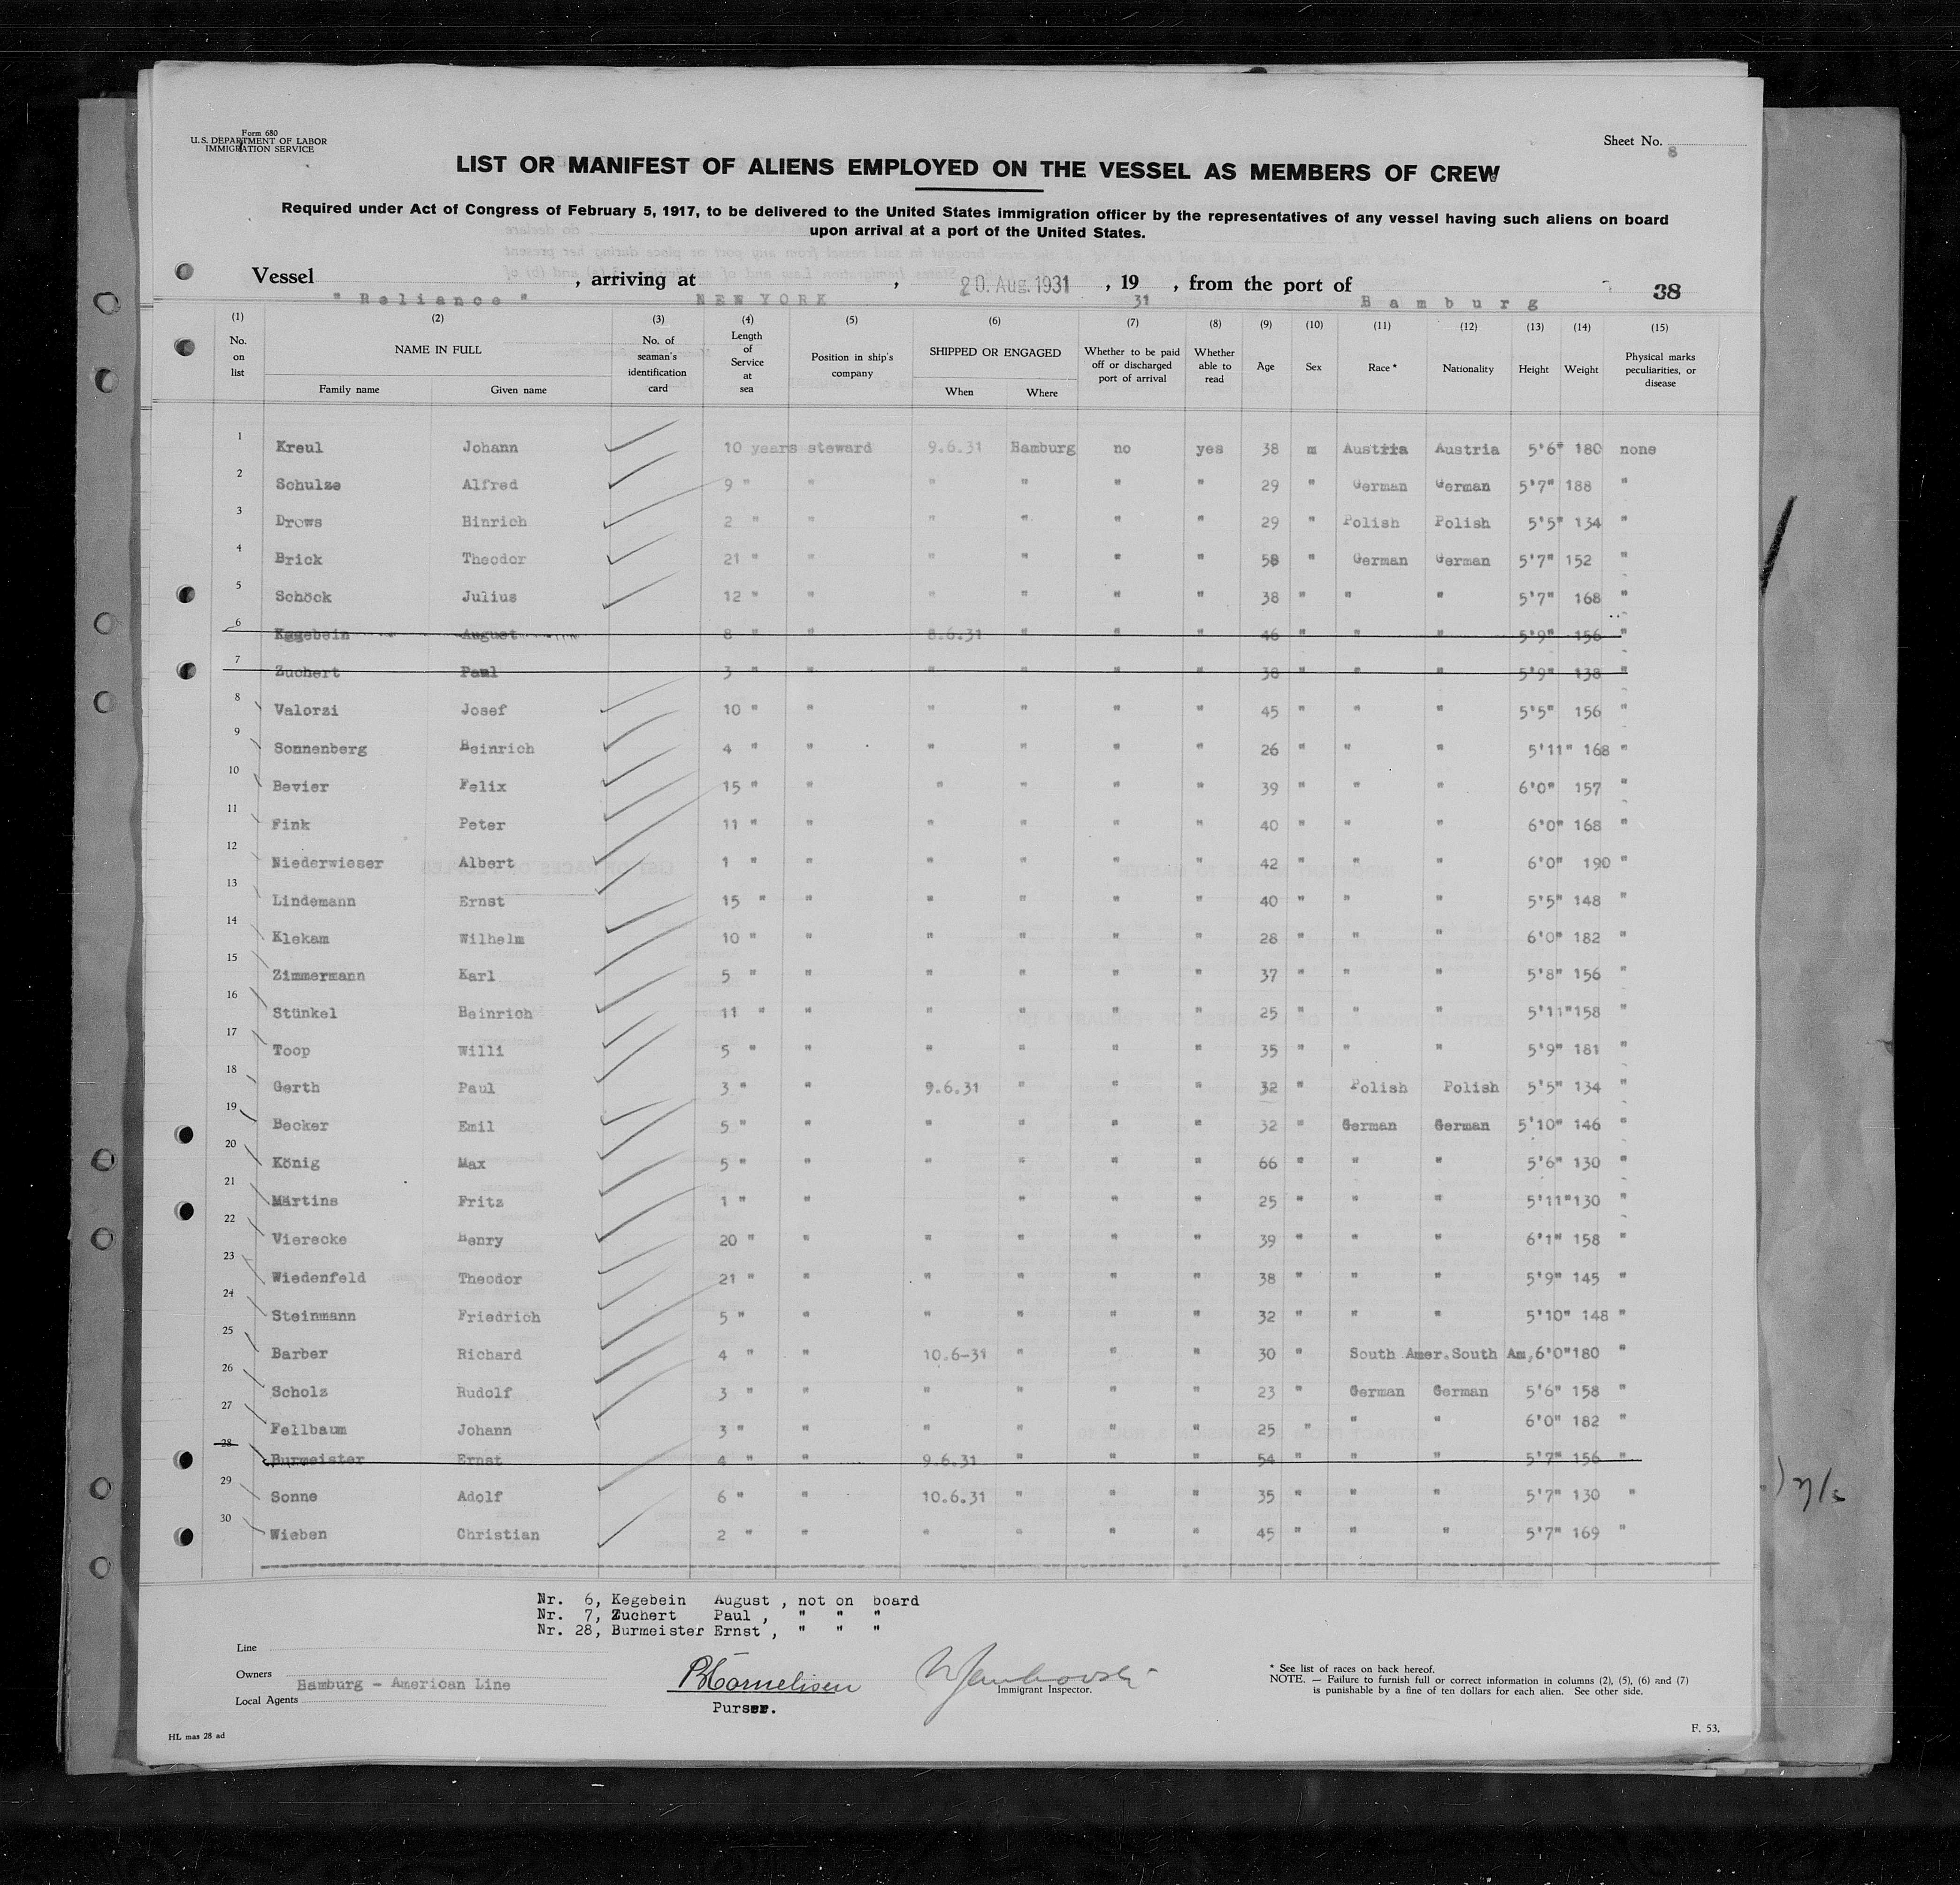 Form 680
U. S. DEPARTMENT OF LABOR
IMMIGRATION SERVICE
Sheet No. 8
LIST OR MANIFEST OF ALIENS EMPLOYED ON THE VESSEL AS MEMBERS OF CREW
Required under Act of Congress of February 5, 1917, to be delivered to the United States immigration officer by the representatives of any vessel having such aliens on board
upon arrival at a port of the United States.
Vessel " Reliance " , arriving at NEW YORK , 20. Aug. 1931 , 19 31 , from the port of Hamburg 38
(1) (2) (3) (4) (5) (6) (7) (8) (9) (10) (11) (12) (13) (14) (15)
No. on list NAME IN FULL Family name Given name No. of seaman's identification card Length of Service at sea Position in ship's company SHIPPED OR ENGAGED When Where Whether to be paid off or discharged port of arrival Whether able to read Age Sex Race * Nationality Height Weight Physical marks peculiarities, or disease
1 Kreul Johann 10 years steward 9.6.31 Hamburg no yes 38 m Austria Austria 5'6" 180 none
2 Schulze Alfred 9 " " " " " " 29 " German German 5'7" 188 "
3 Drows Hinrich 2 " " " " " " 29 " Polish Polish 5'5" 134 "
4 Brick Theodor 21 " " " " " " 58 " German German 5'7" 152 "
5 Schöck Julius 12 " " " " " " 38 " " " 5'7" 168 "
6 Kegebein August 8 " " 8.6.31 " " " 46 " " " 5'9" 156 "
7 Zuchert Paul 3 " " " " " " 38 " " " 5'9" 138 "
8 Valorzi Josef 10 " " " " " " 45 " " " 5'5" 156 "
9 Sonnenberg Heinrich 4 " " " " " " 26 " " " 5'11" 168 "
10 Bevier Felix 15 " " " " " " 39 " " " 6'0" 157 "
11 Fink Peter 11 " " " " " " 40 " " " 6'0" 168 "
12 Niederwieser Albert 1 " " " " " " 42 " " " 6'0" 190 "
13 Lindemann Ernst 15 " " " " " " 40 " " " 5'5" 148 "
14 Klekam Wilhelm 10 " " " " " " 28 " " " 6'0" 182 "
15 Zimmermann Karl 5 " " " " " " 37 " " " 5'8" 156 "
16 Stünkel Heinrich 11 " " " " " " 25 " " " 5'11" 158 "
17 Toop Willi 5 " " " " " " 35 " " " 5'9" 181 "
18 Gerth Paul 3 " " 9.6.31 " " " 32 " Polish Polish 5'5" 134 "
19 Becker Emil 5 " " " " " " 32 " German German 5'10" 146 "
20 König Max 5 " " " " " " 66 " " " 5'6" 130 "
21 Märtins Fritz 1 " " " " " 25 " " " 5'11" 130 "
22 Vierecke Henry 20 " " " " " " 39 " " " 6'1" 158 "
23 Wiedenfeld Theodor 21 " " " " " " 38 " " " 5'9" 145 "
24 Steinmann Friedrich 5 " " " " " " 32 " " " 5'10" 148 "
25 Barber Richard 4 " " 10.6-31 " " " 30 " South Amer. South Am, 6'0" 180 "
26 Scholz Rudolf 3 " " " " " " 23 " German German 5'6" 158 "
27 Fellbaum Johann 3 " " " " " " 25 " " " 6'0" 182 "
28 Burmeister Ernst 4 " " 9.6.31 " " " 54 " " " 5'7" 156 "
29 Sonne Adolf 6 " " 10.6.31 " " " 35 " " " 5'7" 130 "
30 Wieben Christian 2 " " " " " " 45 " " " 5'7" 169 "
Nr. 6, Kegebein August , not on board
Nr. 7, Zuchert Paul , " " "
Nr. 28, Burmeister Ernst , " " "
Line
Owners Hamburg - American Line
Local Agents
Cornelisen
Purser.
Immigrant Inspector.
* See list of races on back hereof.
NOTE. — Failure to furnish full or correct information in columns (2), (5), (6) and (7)
is punishable by a fine of ten dollars for each alien. See other side.
HL mas 28 ad
F. 53.